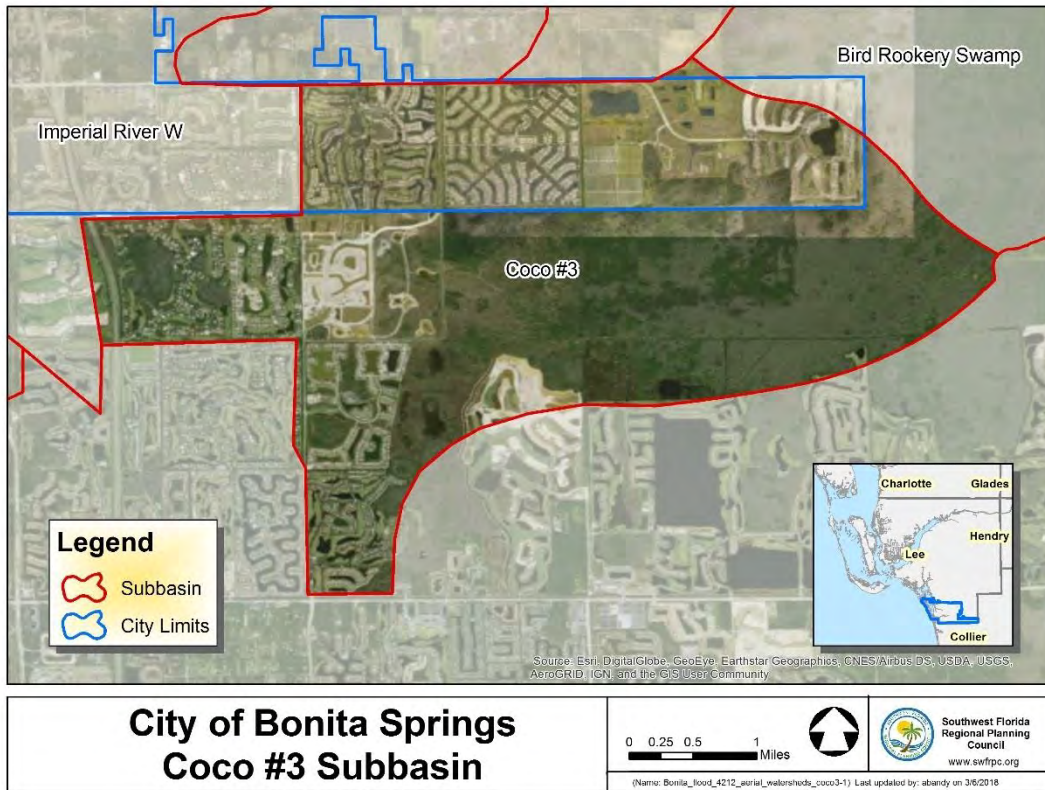 Bird Rookery Swamp
Imperial River W
Coco #3
Legend
Subbasin
City Limits
Charlotte
Glades
Hendry
Lee
Collier
Source: Esri, DigitalGlobe, GeoEye, Earthstar Geographics, CNES/Airbus DS, USDA, USGS,
AeroGRID, IGN, and the GIS User Community
City of Bonita Springs
Coco #3 Subbasin
0 0.25 0.5 1
Miles
Southwest Florida
Regional Planning
Council
www.swfrpc.org
(Name: Bonita_flood_4212_aerial_watersheds_coco3-1) Last updated by: abandy on 3/6/2018